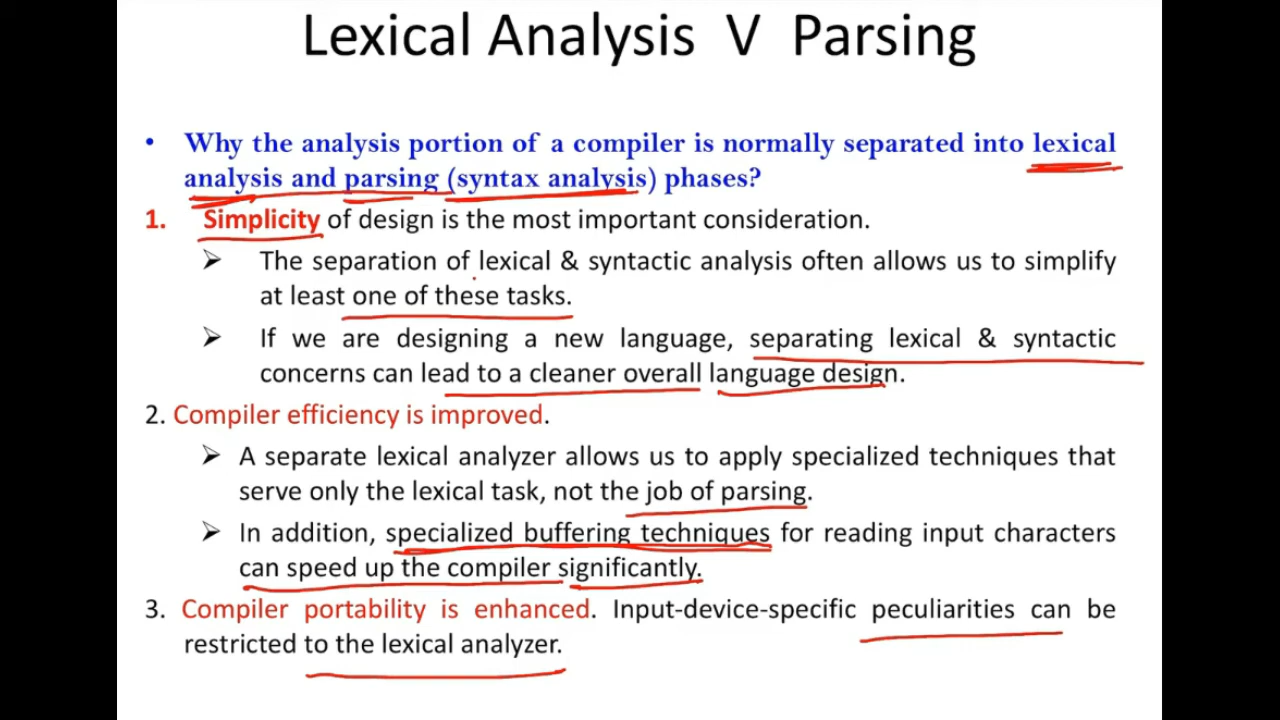 Lexical Analysis V Parsing
• Why the analysis portion of a compiler is normally separated into lexical
analysis and parsing (syntax analysis) phases?
1. Simplicity of design is the most important consideration.
➢ The separation of lexical & syntactic analysis often allows us to simplify
at least one of these tasks.
➢ If we are designing a new language, separating lexical & syntactic
concerns can lead to a cleaner overall language design.
2. Compiler efficiency is improved.
➢ A separate lexical analyzer allows us to apply specialized techniques that
serve only the lexical task, not the job of parsing.
➢ In addition, specialized buffering techniques for reading input characters
can speed up the compiler significantly.
3. Compiler portability is enhanced. Input-device-specific peculiarities can be
restricted to the lexical analyzer.